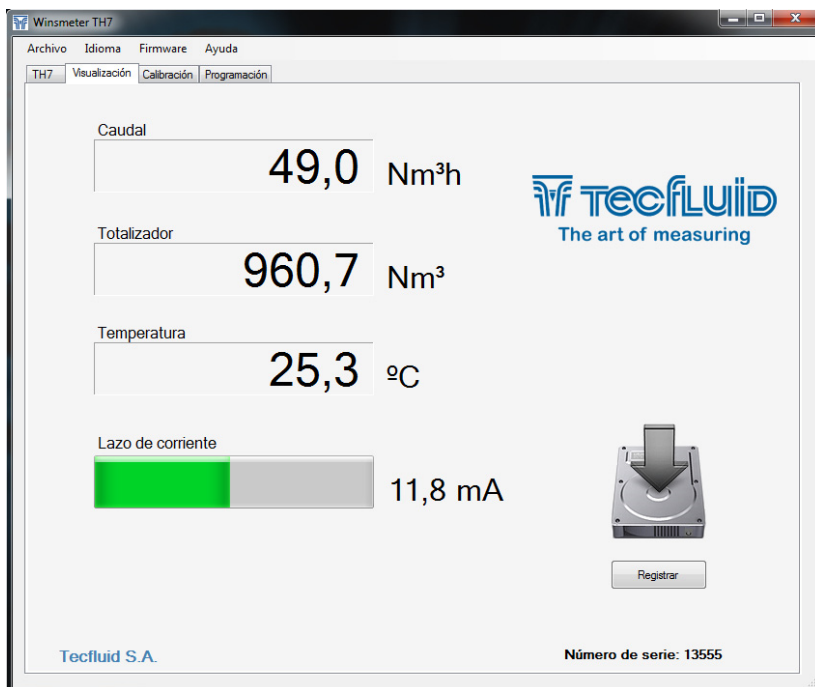 Winsmeter TH7
Archivo Idioma Firmware Ayuda
TH7 Visualización Calibración Programación
Caudal
49,0 Nm³h
TECFLUID
The art of measuring
Totalizador
960,7 Nm³
Temperatura
25,3 ºC
Lazo de corriente
11,8 mA
Registrar
Tecfluid S.A.
Número de serie: 13555